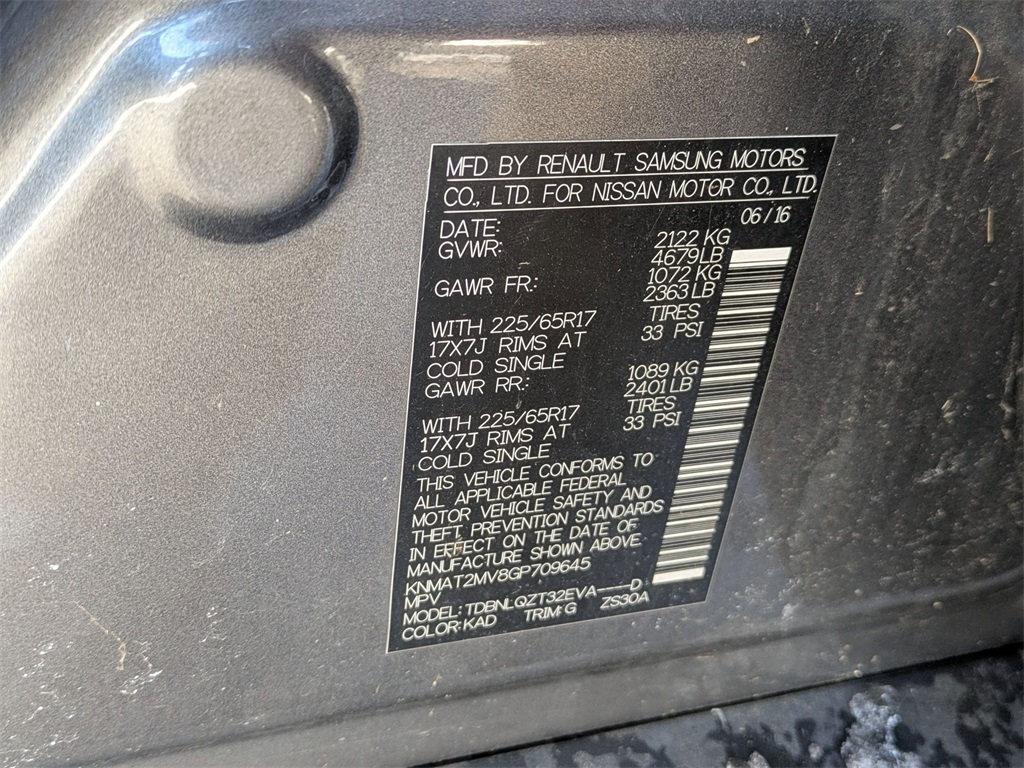 MFD BY RENAULT SAMSUNG MOTORS
CO., LTD. FOR NISSAN MOTOR CO., LTD.
DATE: 06/16
GVWR: 2122 KG
4679LB
GAWR FR: 1072 KG
2363LB
WITH 225/65R17 TIRES
17X7J RIMS AT 33 PSI
COLD SINGLE
GAWR RR: 1089 KG
2401LB
WITH 225/65R17 TIRES
17X7J RIMS AT 33 PSI
COLD SINGLE
THIS VEHICLE CONFORMS TO
ALL APPLICABLE FEDERAL
MOTOR VEHICLE SAFETY AND
THEFT PREVENTION STANDARDS
IN EFFECT ON THE DATE OF
MANUFACTURE SHOWN ABOVE.
KNMAT2MV8GP709645
MPV
MODEL: TDBNLQZT32EVA----D
COLOR: KAD TRIM: G ZS30A